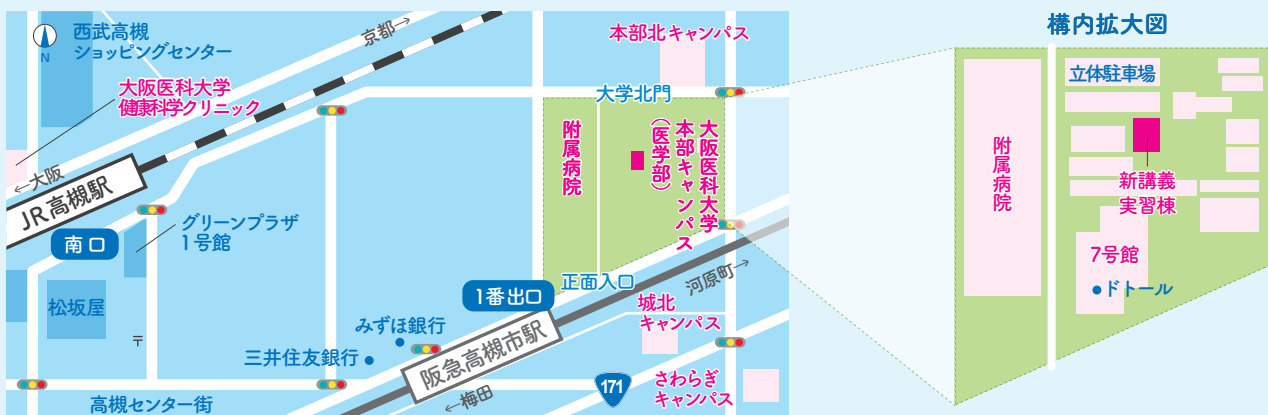 西武高槻
ショッピングセンター
N
大阪医科大学
健康科学クリニック
京都→
←大阪
JR高槻駅
南口
グリーンプラザ
1号館
松坂屋
〒
みずほ銀行
三井住友銀行
高槻センター街
1番出口
阪急高槻市駅
←梅田
171
正面入口
河原町→
城北
キャンパス
さわらぎ
キャンパス
本部北キャンパス
大学北門
附属病院
大阪医科大学
本部キャンパス
(医学部)
構内拡大図
立体駐車場
附属病院
新講義
実習棟
7号館
ドトール